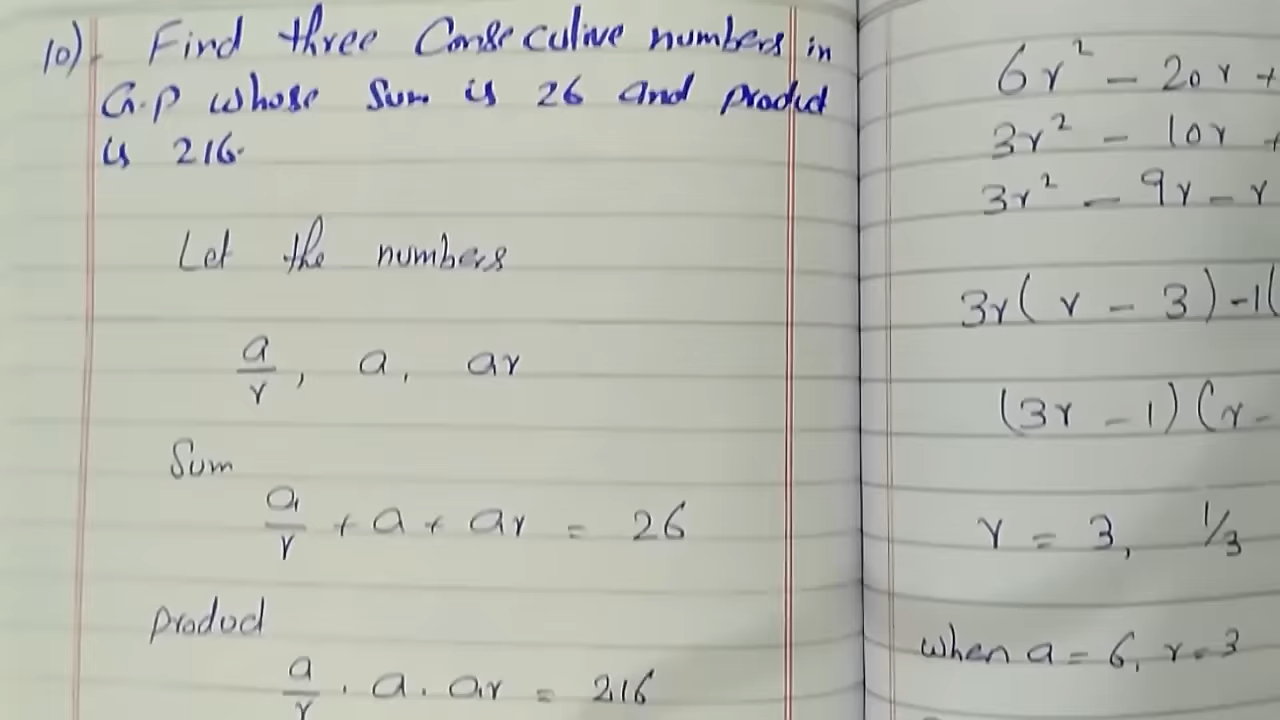 10) Find three Consecutive numbers in
G.P whose Sum is 26 and product
is 216.
Let the numbers
a/r, a, ar
Sum
a/r + a + ar = 26
product
a/r . a . ar = 216
6r² - 20r +
3r² - 10r +
3r² - 9r - r
3r(r - 3) -1(
(3r - 1)(r -
r = 3, 1/3
when a = 6, r = 3